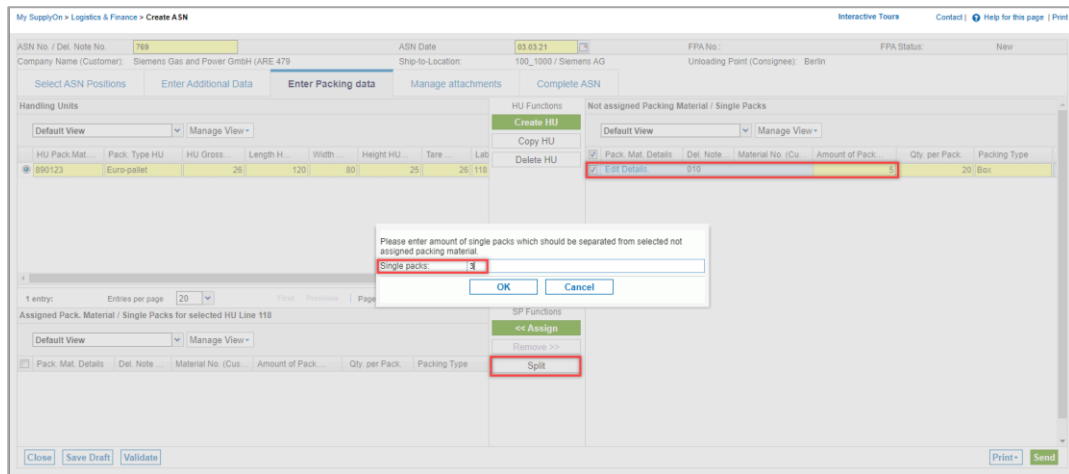 My SupplyOn > Logistics & Finance > Create ASN
Interactive Tours Contact | Help for this page | Print
ASN No. / Del. Note No. 769 ASN Date 03.03.21 FPA No.: FPA Status: New
Company Name (Customer): Siemens Gas and Power GmbH (ARE 479 Ship-to-Location: 100_1000 / Siemens AG Unloading Point (Consignee): Berlin
Select ASN Positions Enter Additional Data Enter Packing data Manage attachments Complete ASN
Handling Units HU Functions Not assigned Packing Material / Single Packs
Create HU
Default View Manage View Default View Manage View
Copy HU
HU Pack.Mat... Pack. Type HU HU Gross... Length H... Width ... Height HU... Tare ... Lab Delete HU Pack. Mat. Details Del. Note... Material No. (Cu... Amount of Pack... Qty. per Pack. Packing Type
890123 Euro-pallet 26 120 80 25 26 118 Edit Details. 010 5 20 Box
Please enter amount of single packs which should be separated from selected not
assigned packing material.
Single packs: 3
OK Cancel
1 entry: Entries per page 20 First Previous Page
SP Functions
Assigned Pack. Material / Single Packs for selected HU Line 118
<< Assign
Default View Manage View
Remove >>
Pack. Mat. Details Del. Note ... Material No. (Cus... Amount of Pack.... Qty. per Pack. Packing Type Split
Close Save Draft Validate Print Send